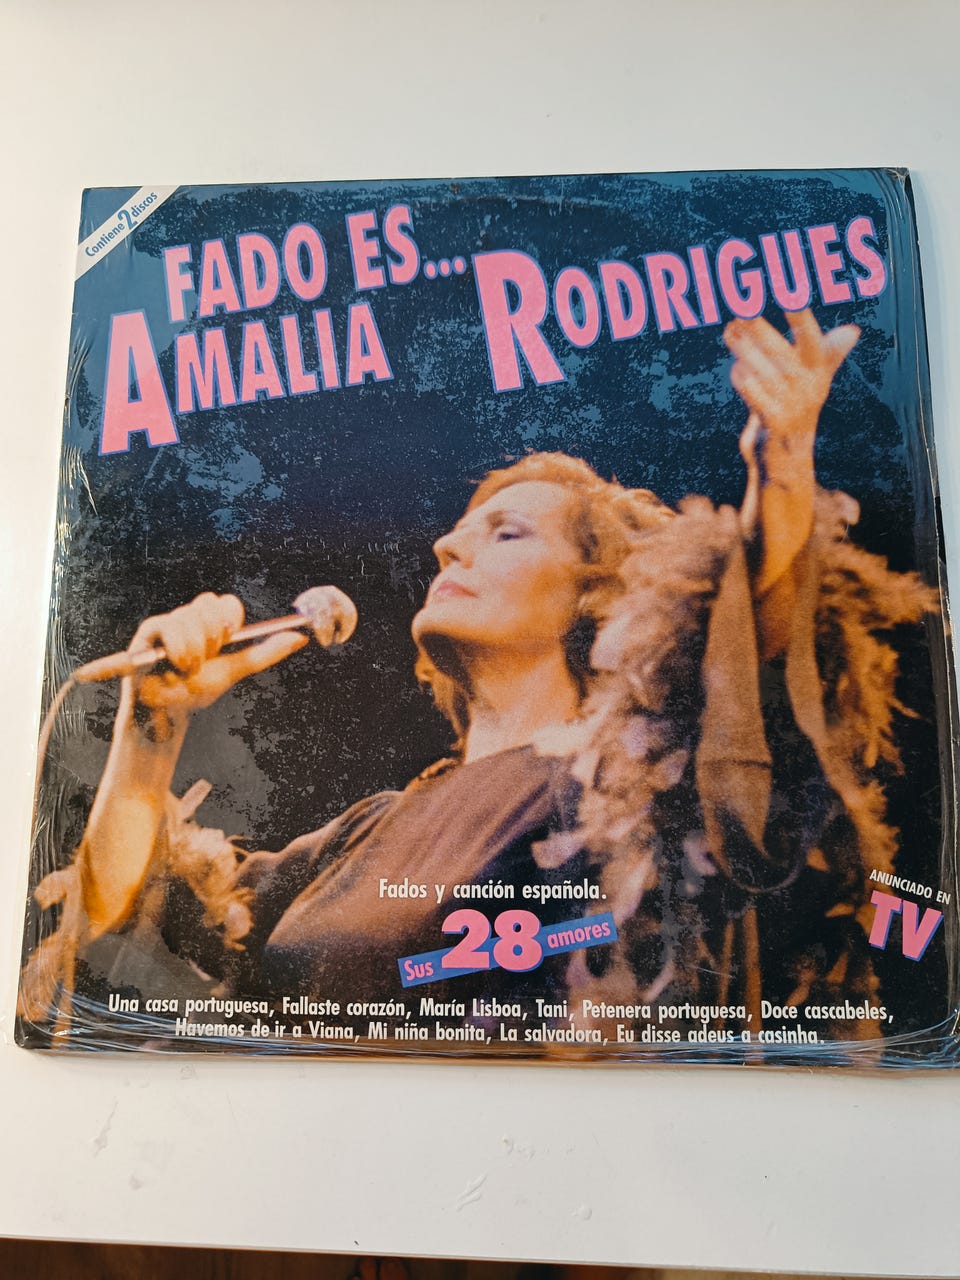 Contiene 2 discos
FADO ES...
AMALIA RODRIGUES
Fados y canción española.
Sus 28 amores
ANUNCIADO EN
TV
Una casa portuguesa, Fallaste corazón, María Lisboa, Tani, Petenera portuguesa, Doce cascabeles,
Havemos de ir a Viana, Mi niña bonita, La salvadora, Eu disse adeus a casinha.